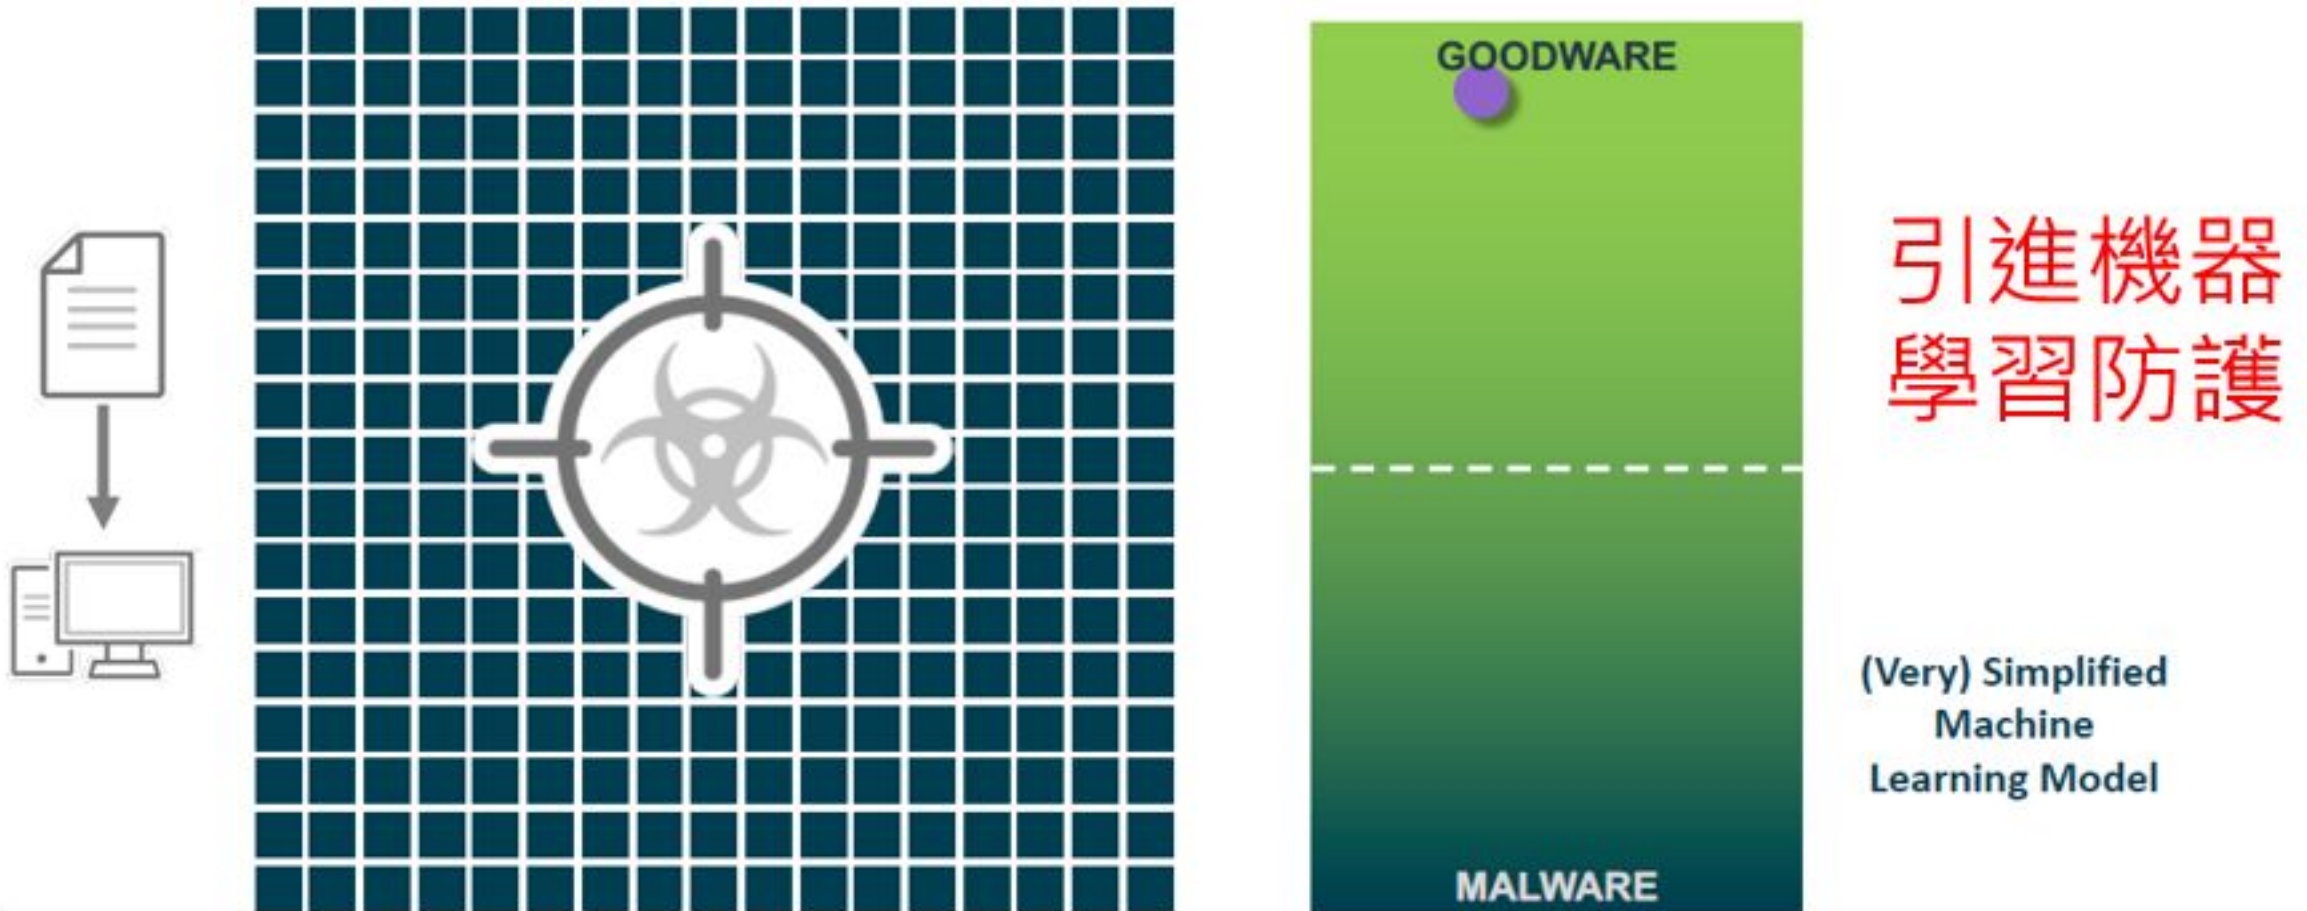 GOODWARE
引進機器
學習防護
(Very) Simplified
Machine
Learning Model
MALWARE